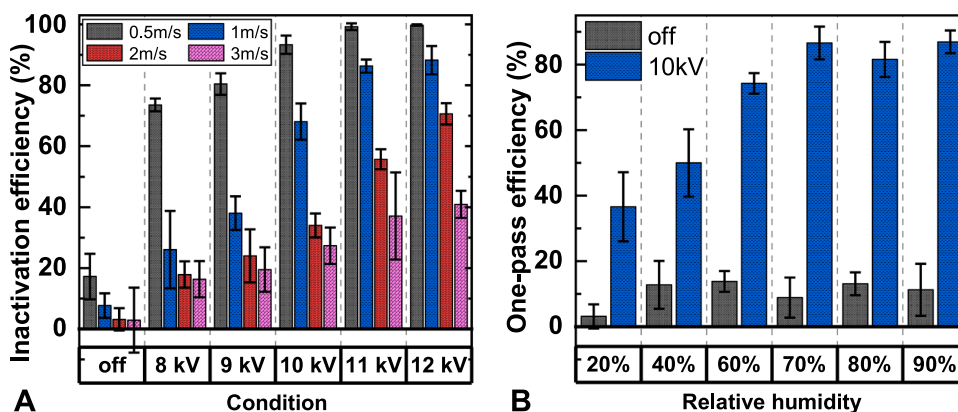 Inactivation efficiency (%)
100
80
60
40
20
0
0.5m/s 1m/s
2m/s 3m/s
off 8 kV 9 kV 10 kV 11 kV 12 kV
A Condition
One-pass efficiency (%)
80
60
40
20
0
off
10kV
20% 40% 60% 70% 80% 90%
B Relative humidity